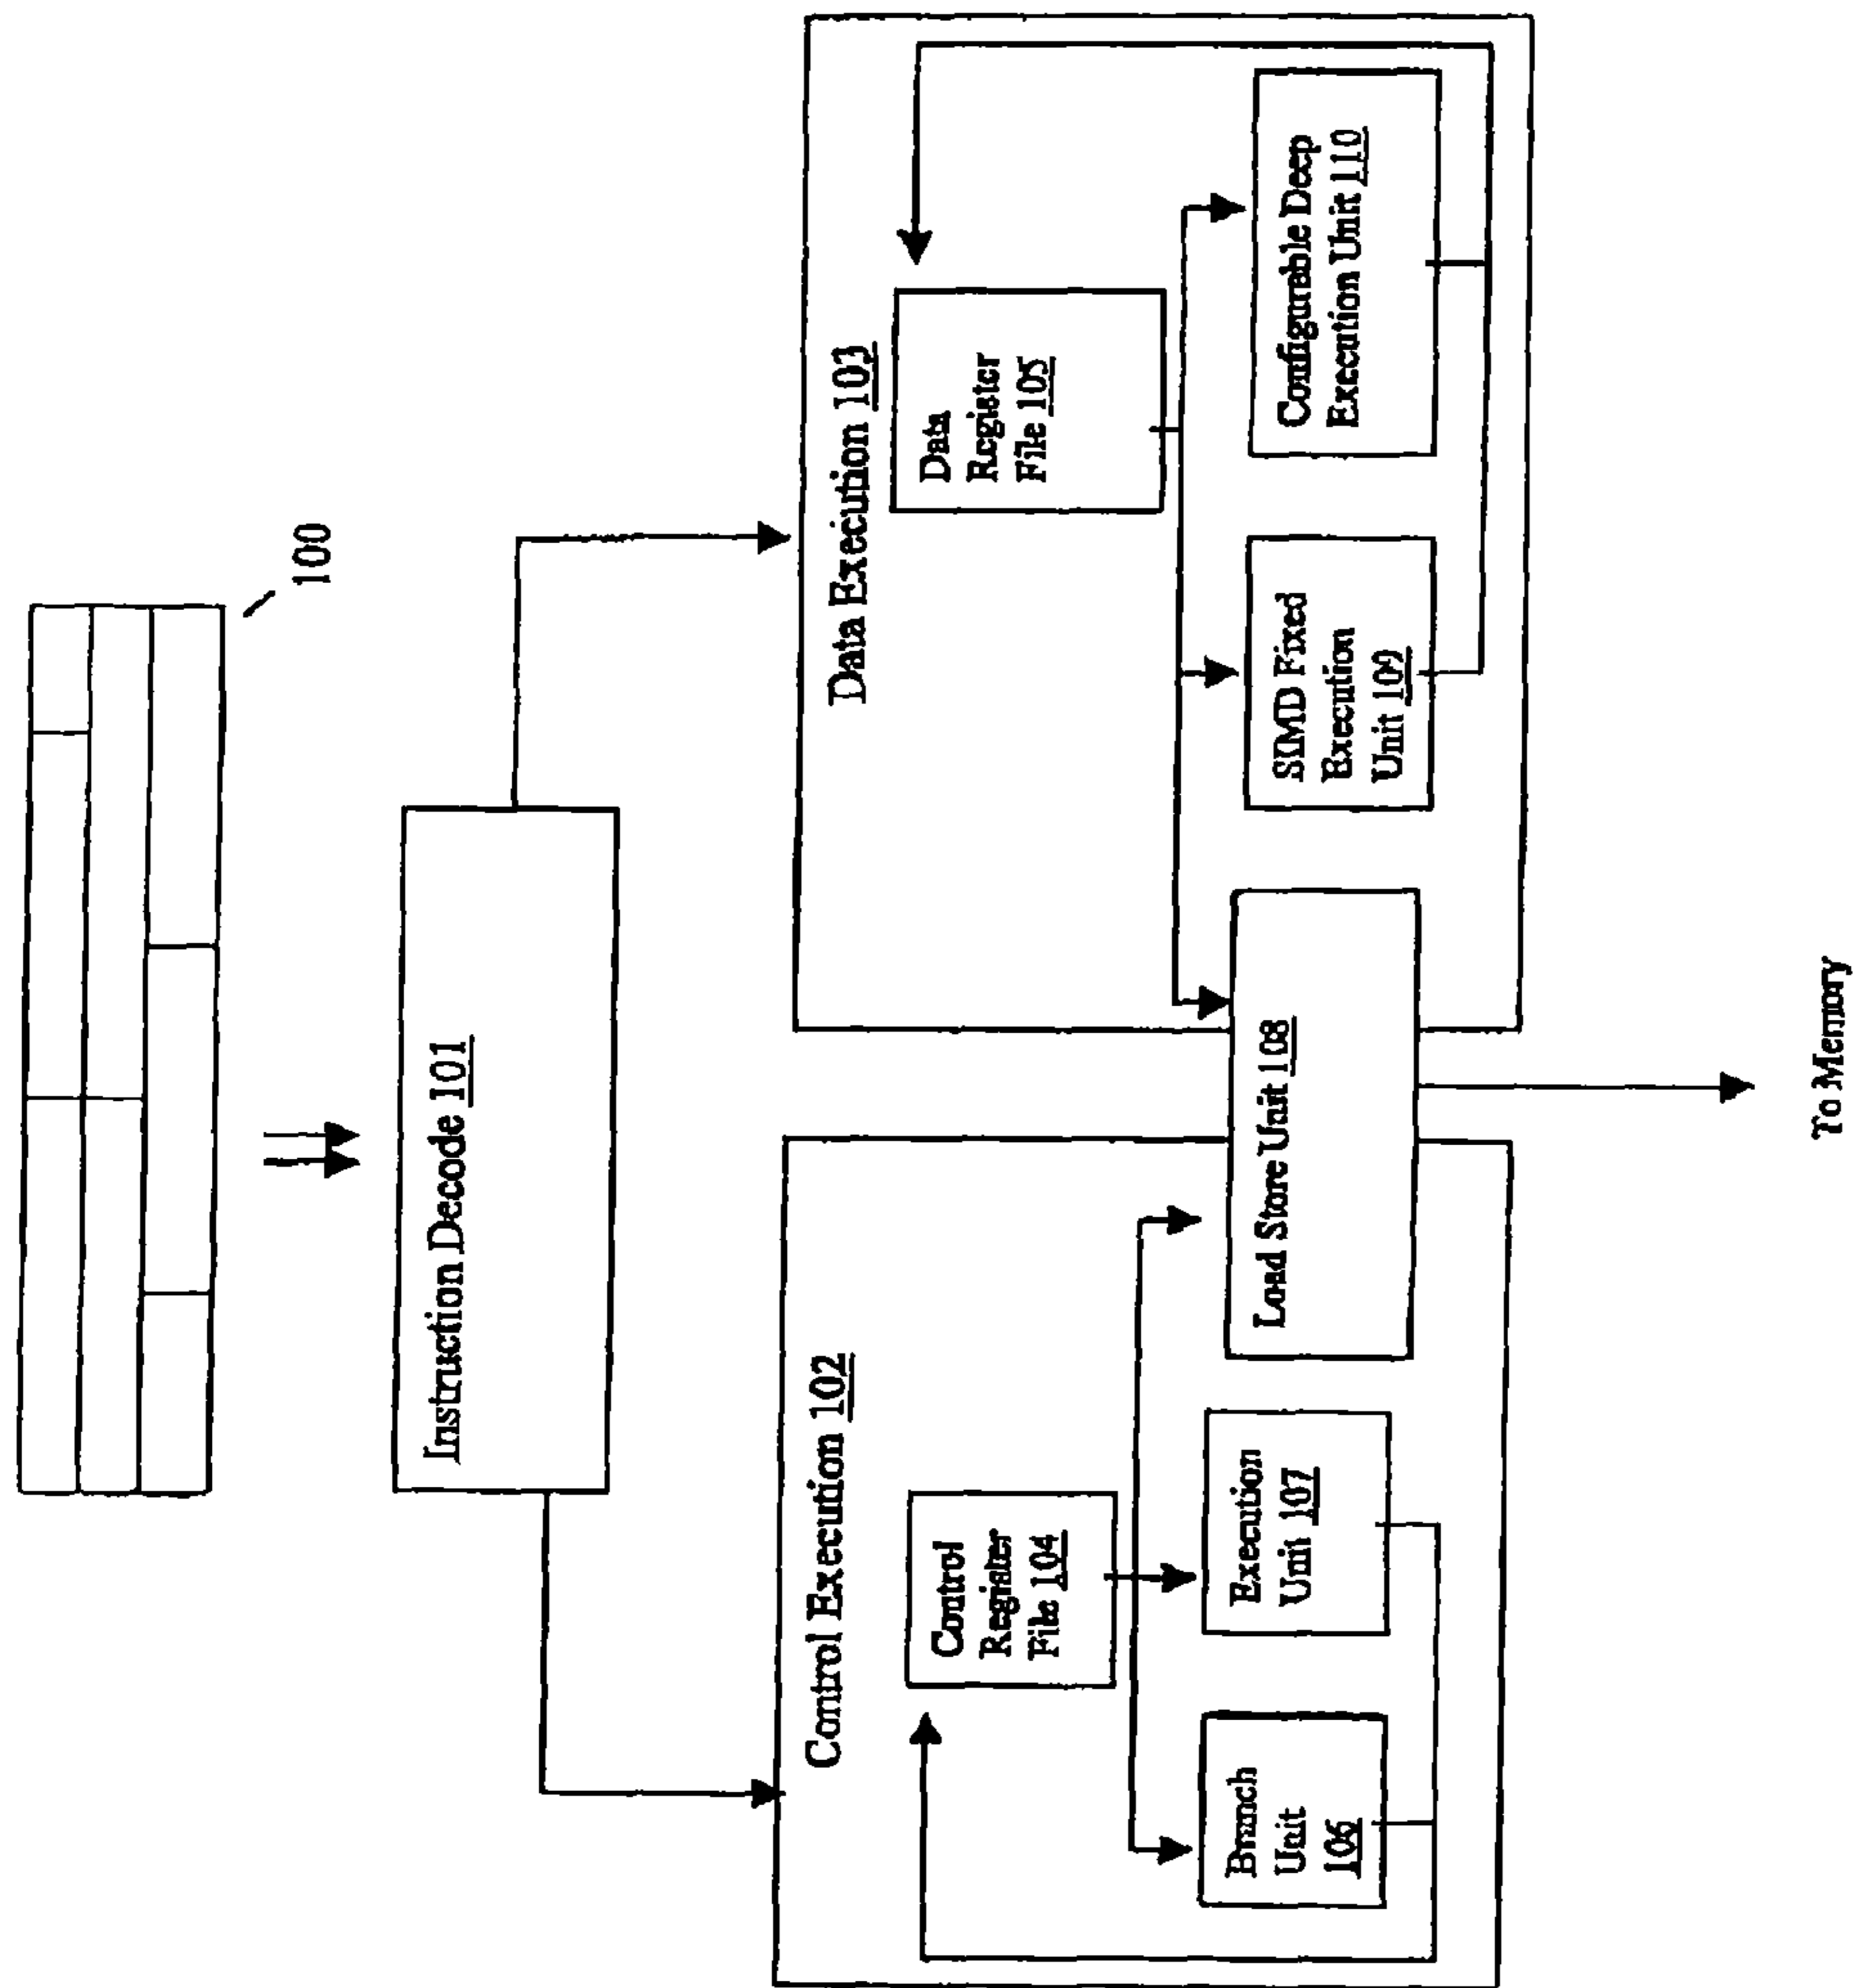 100
Instruction Decode 101
Control Execution 102
Control
Register
File 104
Branch
Unit
106
Execution
Unit 107
Load Store Unit 108
Data Execution 103
Data
Register
File 105
SIMD Fixed
Execution
Unit 109
Configurable Deep
Execution Unit 110
To Memory